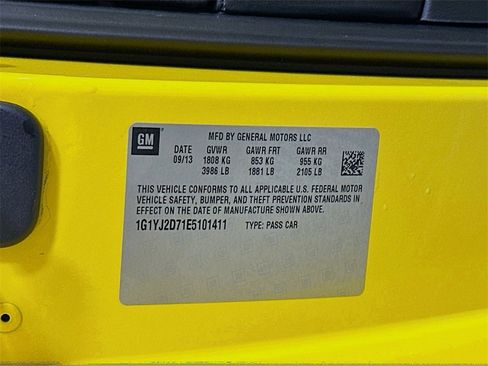 GM
MFD BY GENERAL MOTORS LLC
DATE GVWR GAWR FRT GAWR RR
09/13 1808 KG 853 KG 955 KG
3986 LB 1881 LB 2105 LB
THIS VEHICLE CONFORMS TO ALL APPLICABLE U.S. FEDERAL MOTOR
VEHICLE SAFETY, BUMPER, AND THEFT PREVENTION STANDARDS IN
EFFECT ON THE DATE OF MANUFACTURE SHOWN ABOVE.
1G1YJ2D71E5101411 TYPE: PASS CAR